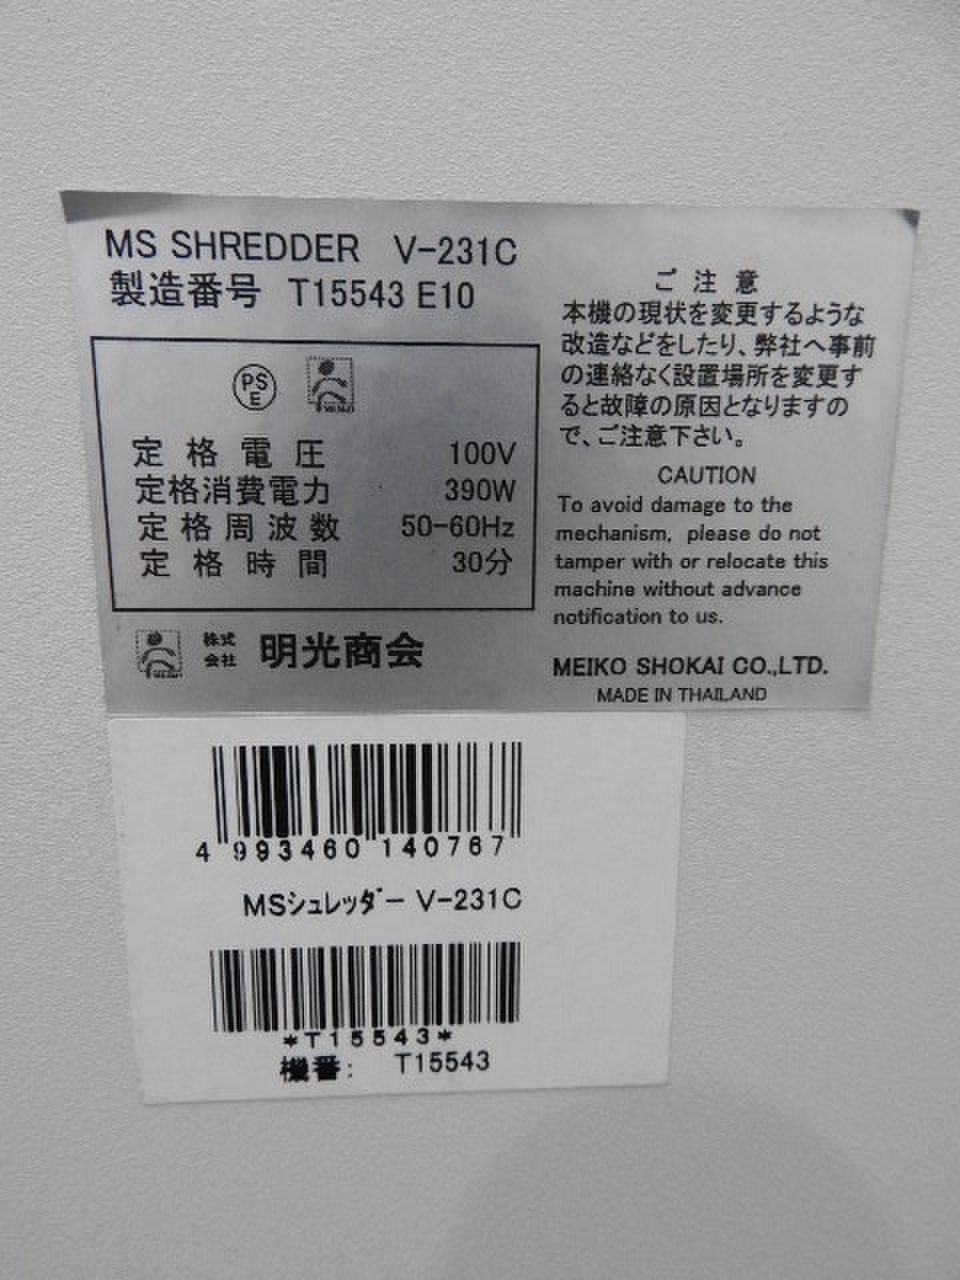 MS SHREDDER V-231C
製造番号 T15543 E10
PS
E
定格電圧 100V
定格消費電力 390W
定格周波数 50-60Hz
定格時間 30分
株式
会社 明光商会
ご注意
本機の現状を変更するような
改造などをしたり、弊社へ事前
の連絡なく設置場所を変更す
ると故障の原因となりますの
で、ご注意下さい。
CAUTION
To avoid damage to the
mechanism, please do not
tamper with or relocate this
machine without advance
notification to us.
MEIKO SHOKAI CO.,LTD.
MADE IN THAILAND
4 993460 140767
MSシュレッダー V-231C
*T15543*
機番: T15543